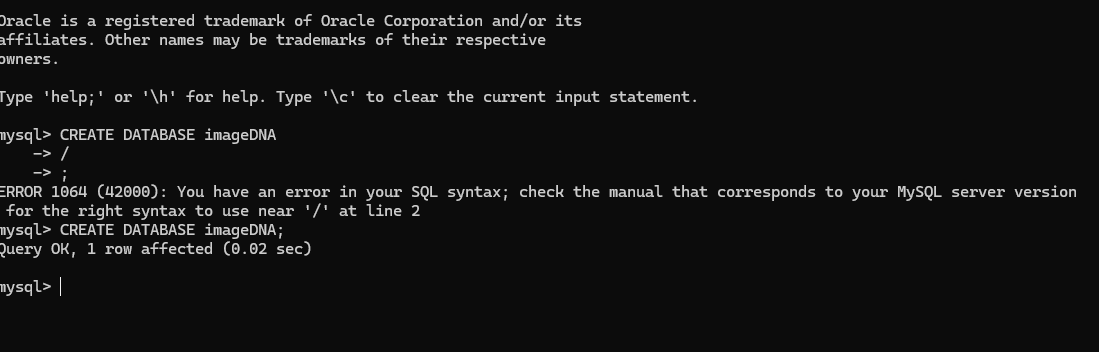 Oracle is a registered trademark of Oracle Corporation and/or its
affiliates. Other names may be trademarks of their respective
owners.
Type 'help;' or '\h' for help. Type '\c' to clear the current input statement.
mysql> CREATE DATABASE imageDNA
    -> /
    -> ;
ERROR 1064 (42000): You have an error in your SQL syntax; check the manual that corresponds to your MySQL server version
 for the right syntax to use near '/' at line 2
mysql> CREATE DATABASE imageDNA;
Query OK, 1 row affected (0.02 sec)
mysql>